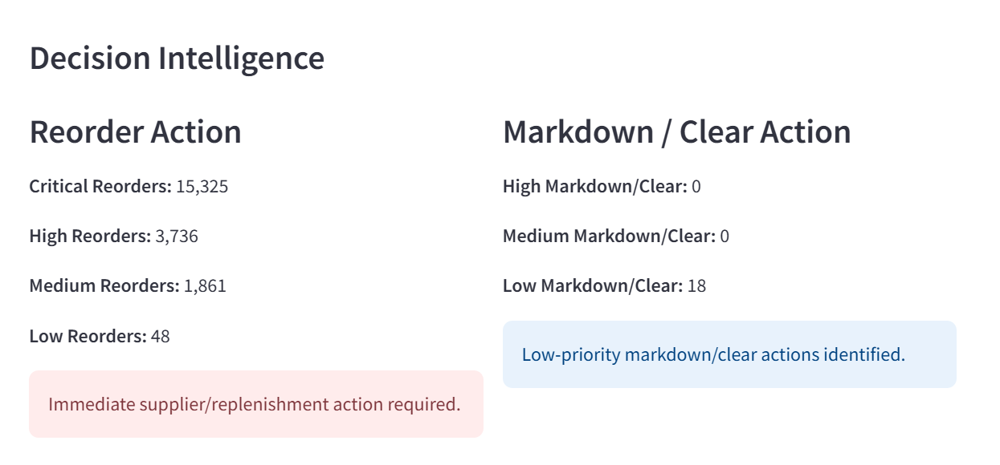 Decision Intelligence
Reorder Action
Critical Reorders: 15,325
High Reorders: 3,736
Medium Reorders: 1,861
Low Reorders: 48
Immediate supplier/replenishment action required.
Markdown / Clear Action
High Markdown/Clear: 0
Medium Markdown/Clear: 0
Low Markdown/Clear: 18
Low-priority markdown/clear actions identified.